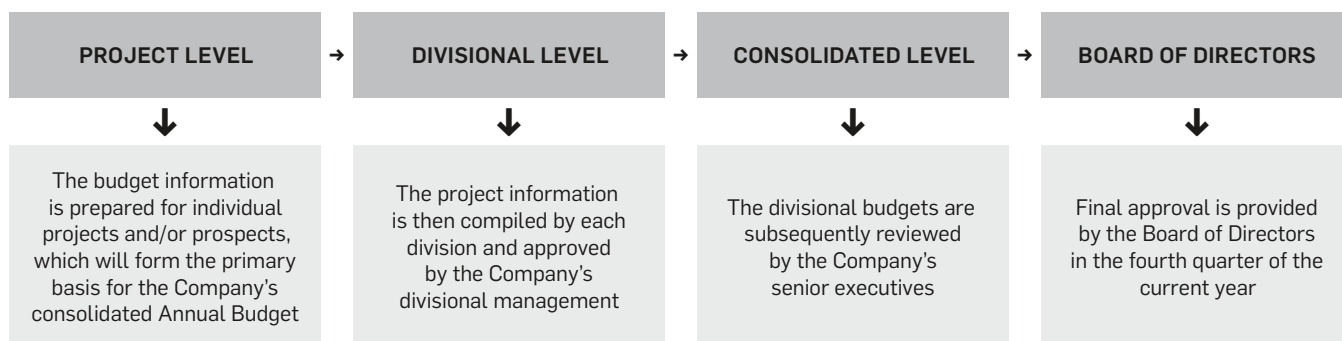 PROJECT LEVEL
→
DIVISIONAL LEVEL
→
CONSOLIDATED LEVEL
→
BOARD OF DIRECTORS
The budget information
is prepared for individual
projects and/or prospects,
which will form the primary
basis for the Company's
consolidated Annual Budget
The project information
is then compiled by each
division and approved
by the Company's
divisional management
The divisional budgets are
subsequently reviewed
by the Company's
senior executives
Final approval is provided
by the Board of Directors
in the fourth quarter of the
current year